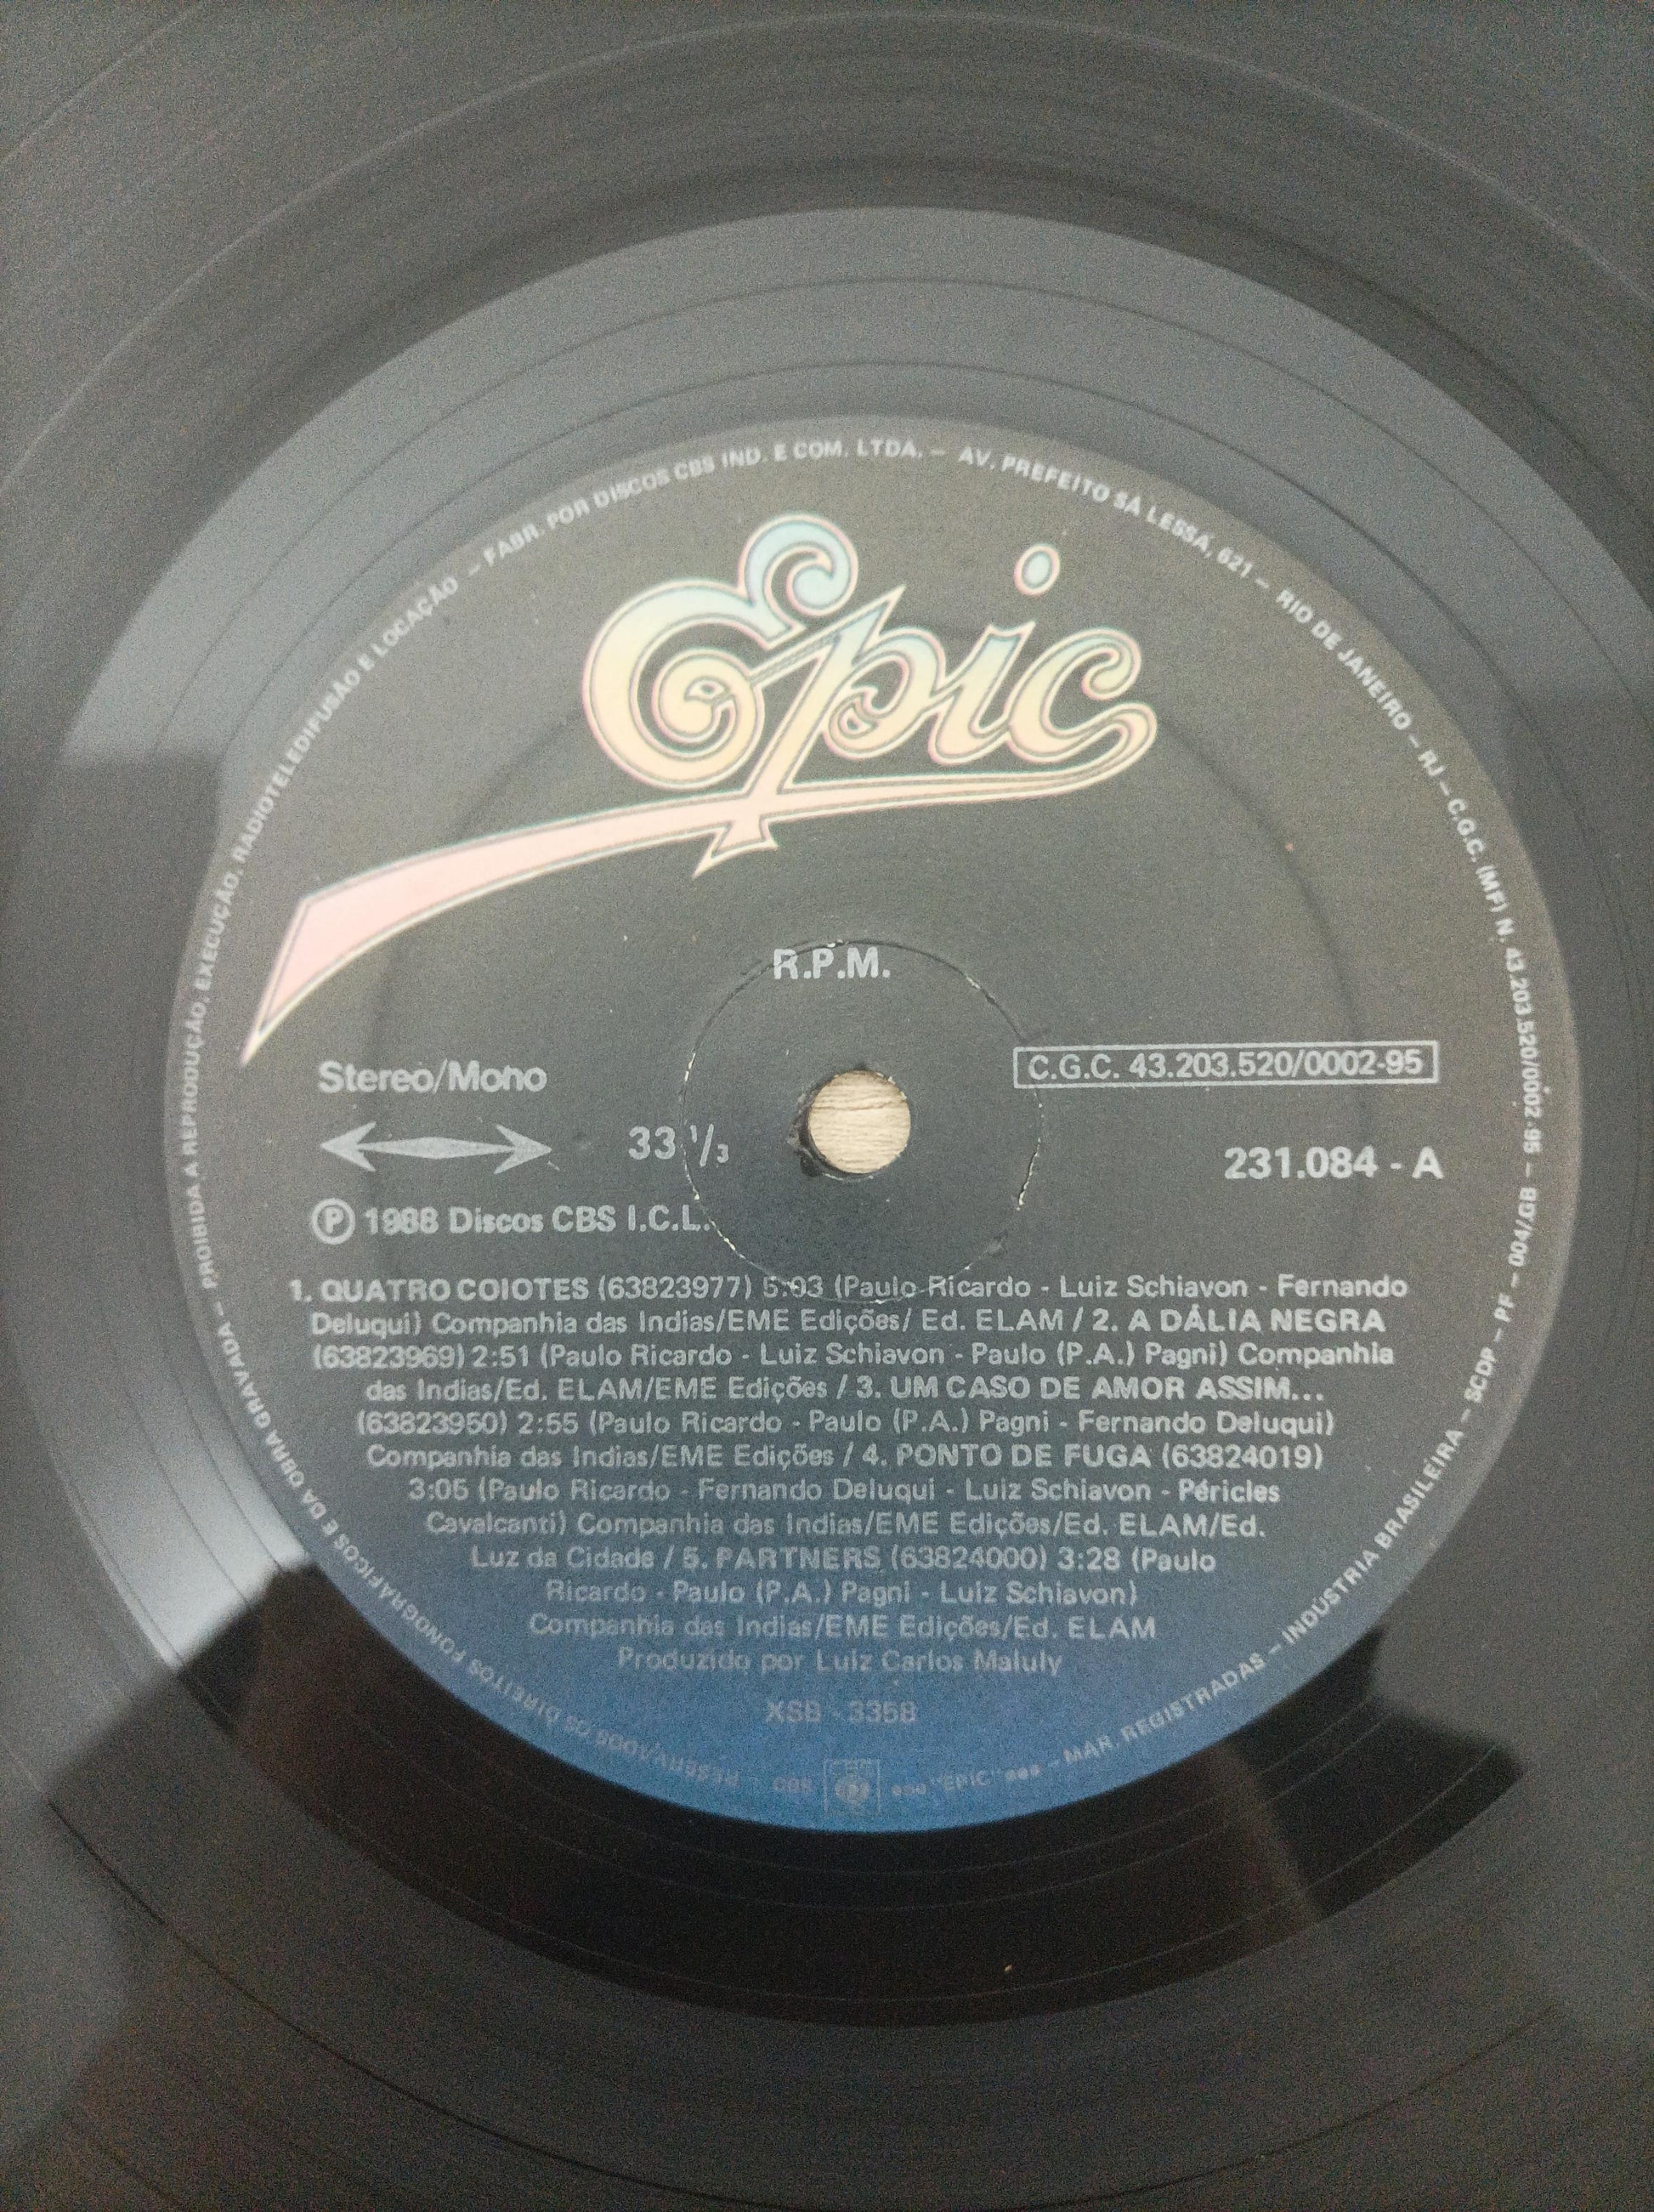 FABR. POR DISCOS CBS IND. E COM. LTDA. – AV. PREFEITO SÁ LESSA, 621 – RIO DE JANEIRO – RJ – C.G.C. (MF) N. 43.203.520/0002-95 – 004/GB – SCDP – PF – INDÚSTRIA BRASILEIRA – MAR. REGISTRADAS – "EPIC" – CBS – RESERVADOS OS DIREITOS FONOGRÁFICOS E DA OBRA GRAVADA – PROIBIDA A REPRODUÇÃO, EXECUÇÃO, RADIOTELEDIFUSÃO E LOCAÇÃO –
Epic
R.P.M.
Stereo/Mono
C.G.C. 43.203.520/0002-95
33 1/3
231.084 - A
Ⓟ 1988 Discos CBS I.C.L.
1. QUATRO COIOTES (63823977) 5:03 (Paulo Ricardo - Luiz Schiavon - Fernando
Deluqui) Companhia das Indias/EME Edições/ Ed. ELAM / 2. A DÁLIA NEGRA
(63823969) 2:51 (Paulo Ricardo - Luiz Schiavon - Paulo (P.A.) Pagni) Companhia
das Indias/Ed. ELAM/EME Edições / 3. UM CASO DE AMOR ASSIM...
(63823950) 2:55 (Paulo Ricardo - Paulo (P.A.) Pagni - Fernando Deluqui)
Companhia das Indias/EME Edições / 4. PONTO DE FUGA (63824019)
3:05 (Paulo Ricardo - Fernando Deluqui - Luiz Schiavon - Péricles
Cavalcanti) Companhia das Indias/EME Edições/Ed. ELAM/Ed.
Luz da Cidade / 5. PARTNERS (63824000) 3:28 (Paulo
Ricardo - Paulo (P.A.) Pagni - Luiz Schiavon)
Companhia das Indias/EME Edições/Ed. ELAM
Produzido por Luiz Carlos Maluly
XSB - 3358